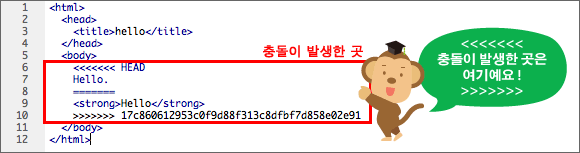 1 <html>
2 <head>
3 <title>hello</title>
4 </head>
5 <body>
충돌이 발생한 곳
6 <<<<<<< HEAD
7 Hello.
8 =======
9 <strong>Hello</strong>
10 >>>>>>> 17c860612953c0f9d88f313c8dfbf7d858e02e91
11 </body>
12 </html>
<<<<<<<
충돌이 발생한 곳은
여기예요 !
>>>>>>>